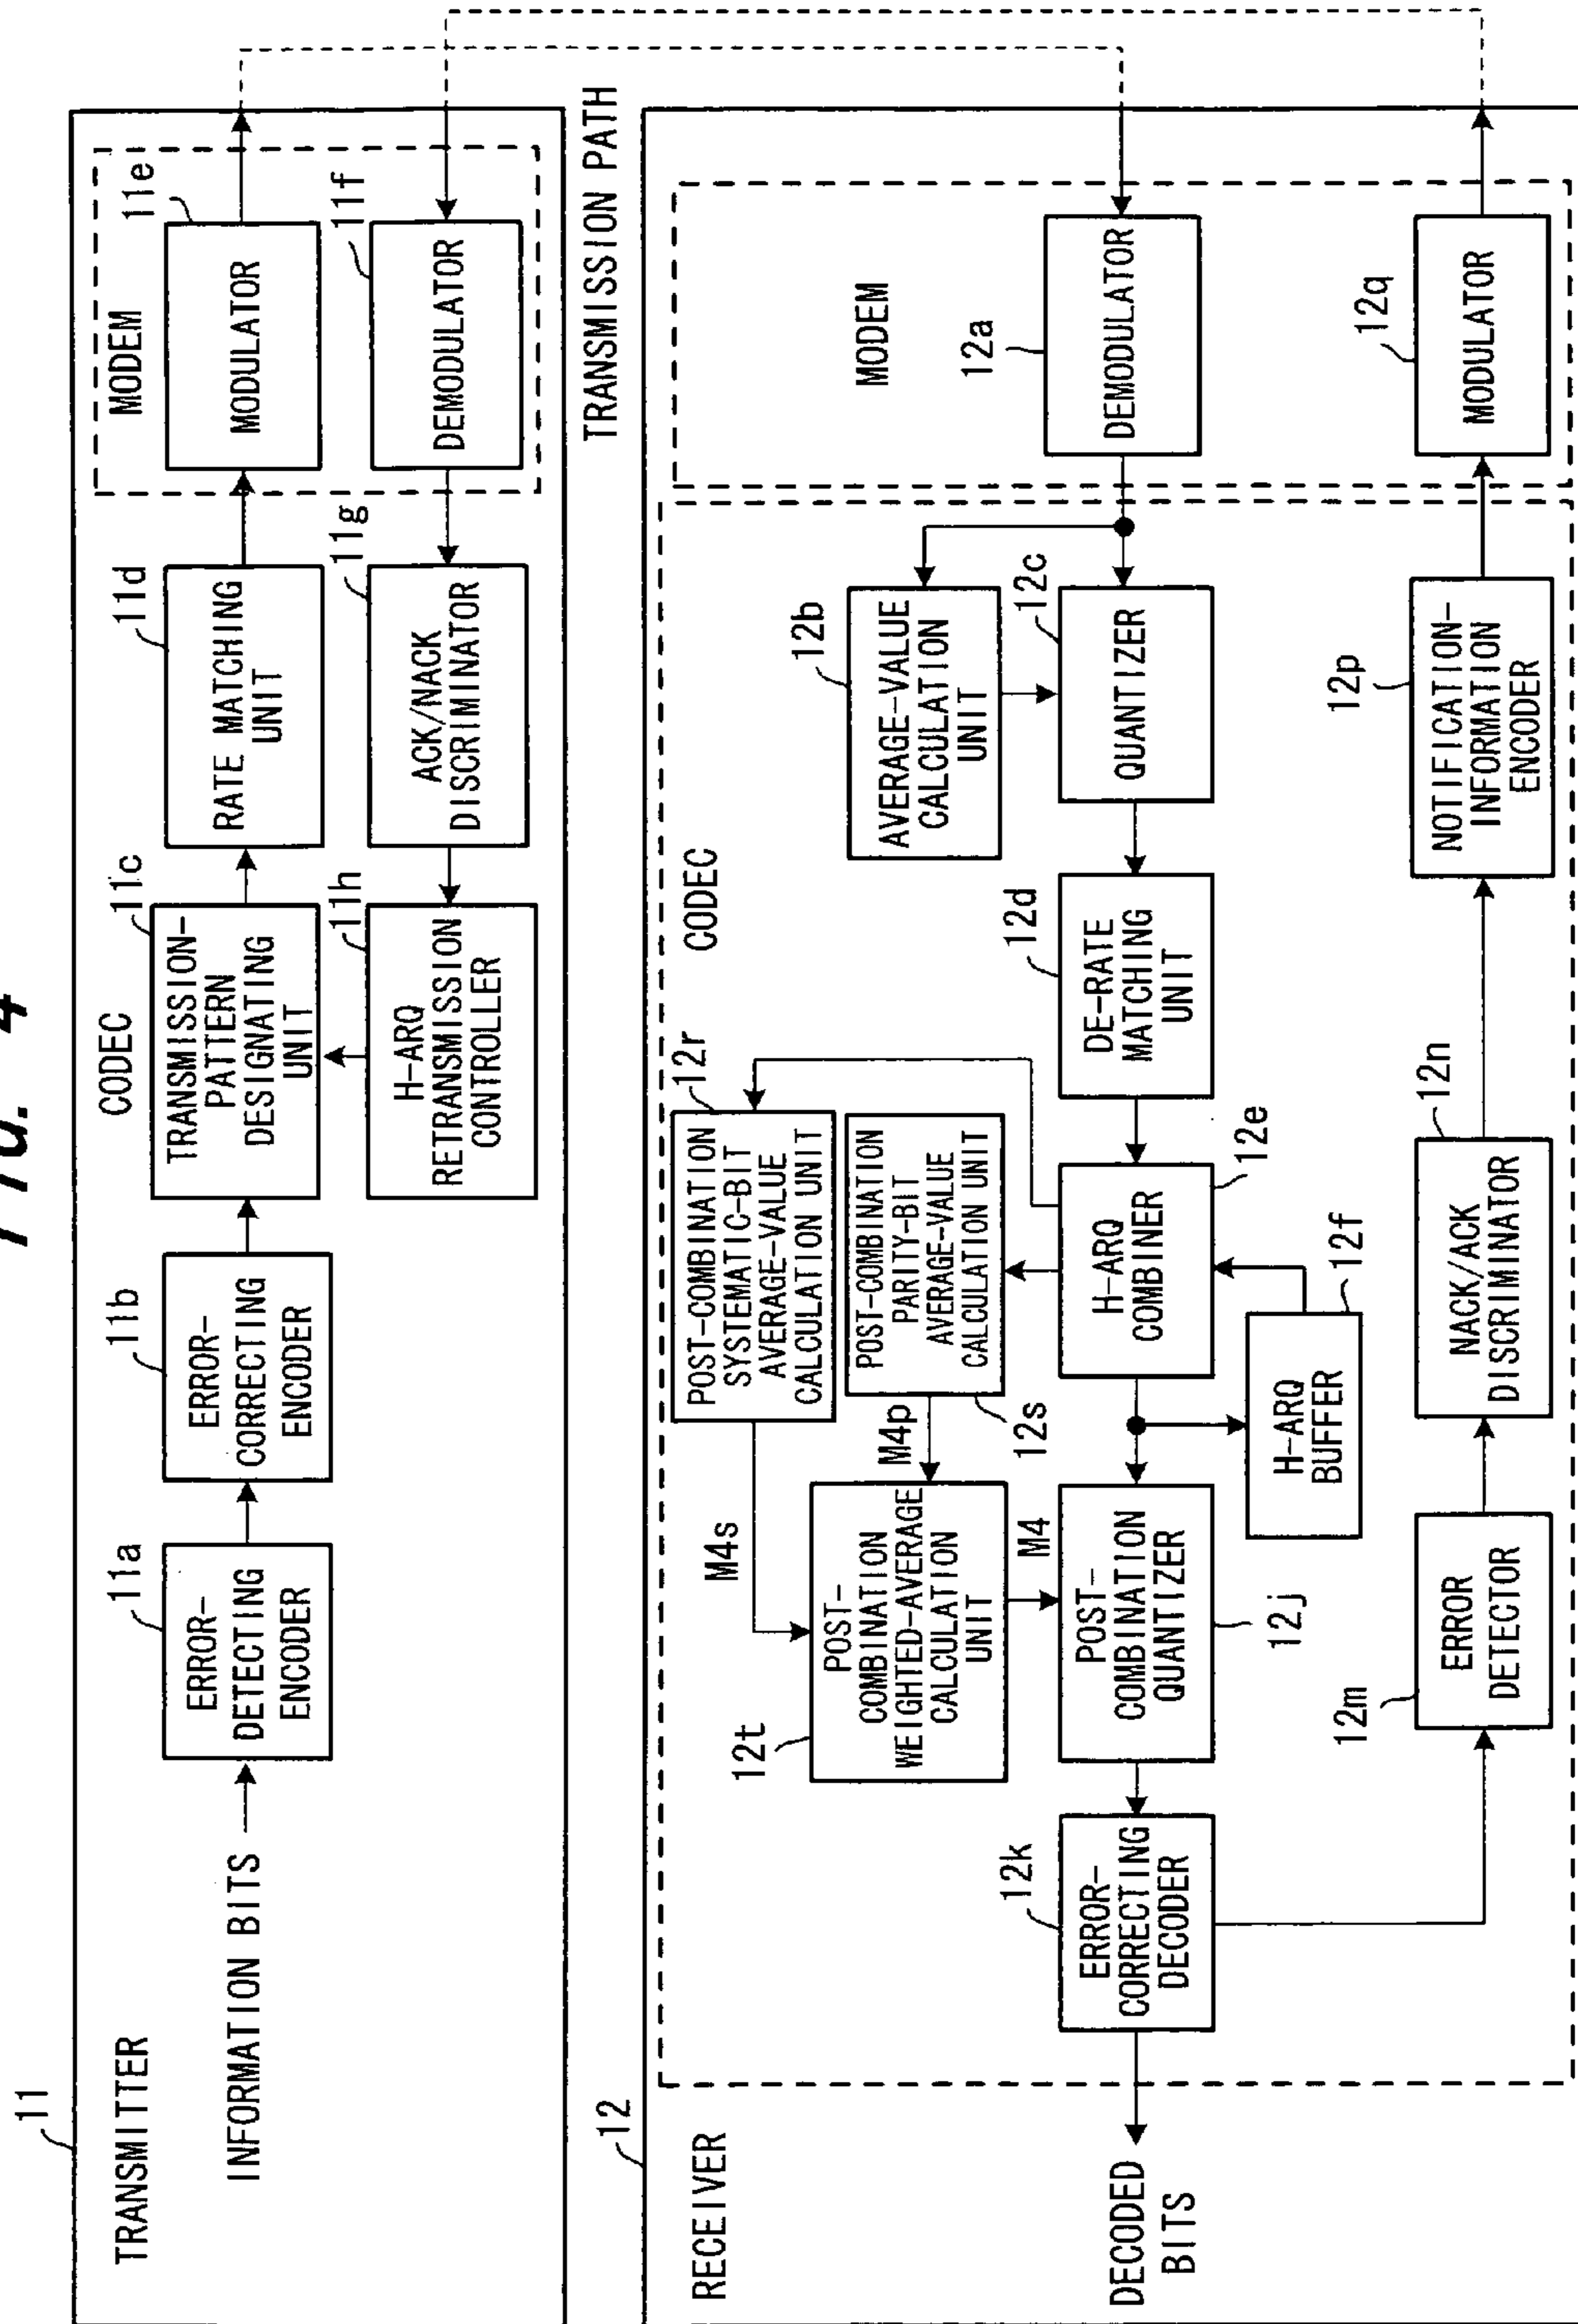 FIG. 4
11
TRANSMITTER
INFORMATION BITS
11a
ERROR-
DETECTING
ENCODER
11b
ERROR-
CORRECTING
ENCODER
CODEC
11c
TRANSMISSION-
PATTERN
DESIGNATING
UNIT
11d
RATE MATCHING
UNIT
MODEM
11e
MODULATOR
11f
DEMODULATOR
11g
ACK/NACK
DISCRIMINATOR
11h
H-ARQ
RETRANSMISSION
CONTROLLER
TRANSMISSION PATH
12
RECEIVER
MODEM
12a
DEMODULATOR
CODEC
12b
AVERAGE-VALUE
CALCULATION
UNIT
12c
QUANTIZER
12d
DE-RATE
MATCHING
UNIT
12e
H-ARQ
COMBINER
12f
H-ARQ
BUFFER
12r
POST-COMBINATION
SYSTEMATIC-BIT
AVERAGE-VALUE
CALCULATION UNIT
POST-COMBINATION
PARITY-BIT
AVERAGE-VALUE
CALCULATION UNIT
12s
M4s
M4p
12t
POST-
COMBINATION
WEIGHTED-AVERAGE
CALCULATION
UNIT
M4
POST-
COMBINATION
QUANTIZER
12j
12k
ERROR-
CORRECTING
DECODER
DECODED
BITS
12m
ERROR
DETECTOR
12n
NACK/ACK
DISCRIMINATOR
12p
NOTIFICATION-
INFORMATION
ENCODER
12q
MODULATOR